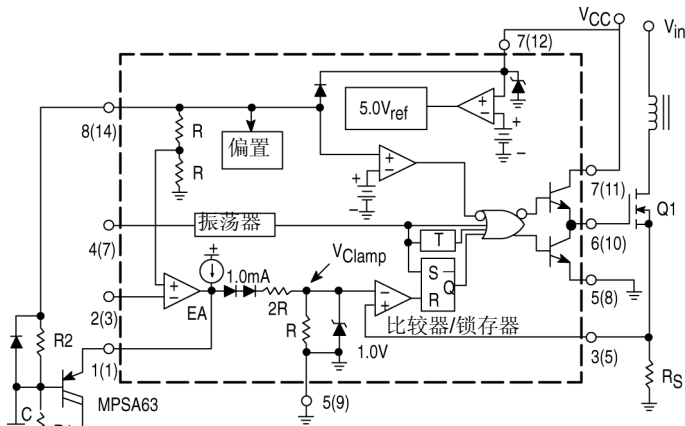 VCC
Vin
7(12)
5.0Vref
+
−
+
−
8(14)
R
偏置
R
+
−
+
−
7(11)
Q1
振荡器
4(7)
T
6(10)
+
VClamp
1.0mA
S
Q
R
5(8)
+
−
2R
+
−
2(3)
EA
R
比较器/锁存器
1.0V
3(5)
R2
1(1)
RS
MPSA63
5(9)
C